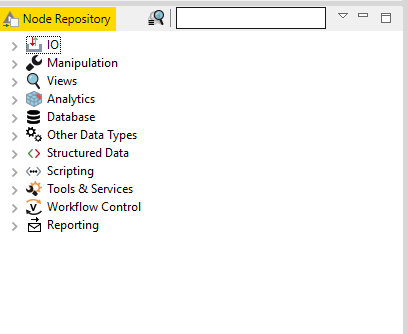 Node Repository
IO
Manipulation
Views
Analytics
Database
Other Data Types
Structured Data
Scripting
Tools & Services
Workflow Control
Reporting